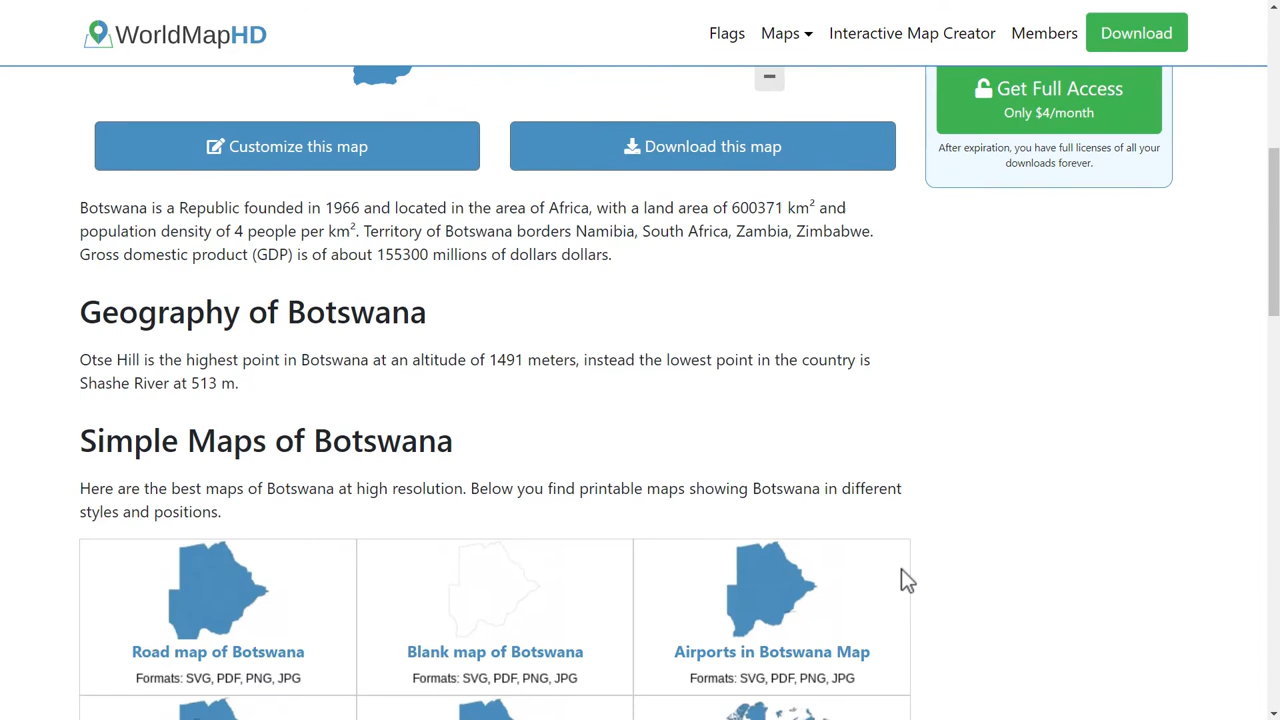 WorldMapHD
Flags Maps Interactive Map Creator Members Download
Get Full Access
Only $4/month
After expiration, you have full licenses of all your
downloads forever.
Customize this map
Download this map
Botswana is a Republic founded in 1966 and located in the area of Africa, with a land area of 600371 km² and
population density of 4 people per km². Territory of Botswana borders Namibia, South Africa, Zambia, Zimbabwe.
Gross domestic product (GDP) is of about 155300 millions of dollars dollars.
Geography of Botswana
Otse Hill is the highest point in Botswana at an altitude of 1491 meters, instead the lowest point in the country is
Shashe River at 513 m.
Simple Maps of Botswana
Here are the best maps of Botswana at high resolution. Below you find printable maps showing Botswana in different
styles and positions.
Road map of Botswana
Formats: SVG, PDF, PNG, JPG
Blank map of Botswana
Formats: SVG, PDF, PNG, JPG
Airports in Botswana Map
Formats: SVG, PDF, PNG, JPG